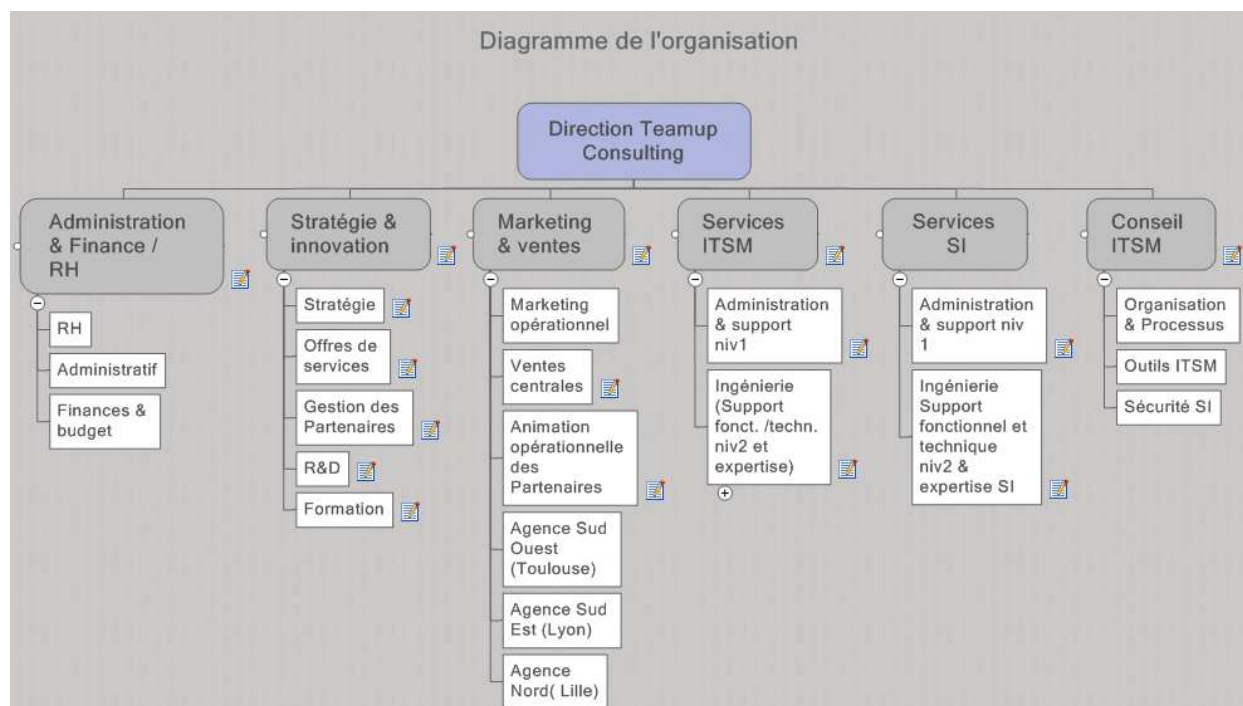 Diagramme de l'organisation
Direction Teamup
Consulting
Administration
& Finance /
RH
RH
Administratif
Finances &
budget
Stratégie &
innovation
Stratégie
Offres de
services
Gestion des
Partenaires
R&D
Formation
Marketing
& ventes
Marketing
opérationnel
Ventes
centrales
Animation
opérationnelle
des
Partenaires
Agence Sud
Ouest
(Toulouse)
Agence Sud
Est (Lyon)
Agence
Nord( Lille)
Services
ITSM
Administration
& support
niv1
Ingénierie
(Support
fonct. /techn.
niv2 et
expertise)
Services
SI
Administration
& support niv
1
Ingénierie
Support
fonctionnel et
technique
niv2 &
expertise SI
Conseil
ITSM
Organisation
& Processus
Outils ITSM
Sécurité SI